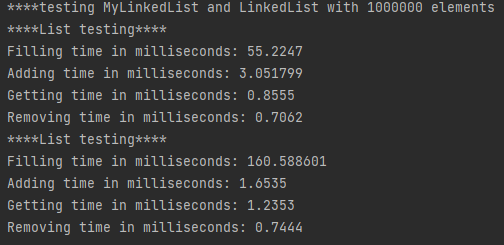 ****testing MyLinkedList and LinkedList with 1000000 elements
****List testing****
Filling time in milliseconds: 55.2247
Adding time in milliseconds: 3.051799
Getting time in milliseconds: 0.8555
Removing time in milliseconds: 0.7062
****List testing****
Filling time in milliseconds: 160.588601
Adding time in milliseconds: 1.6535
Getting time in milliseconds: 1.2353
Removing time in milliseconds: 0.7444